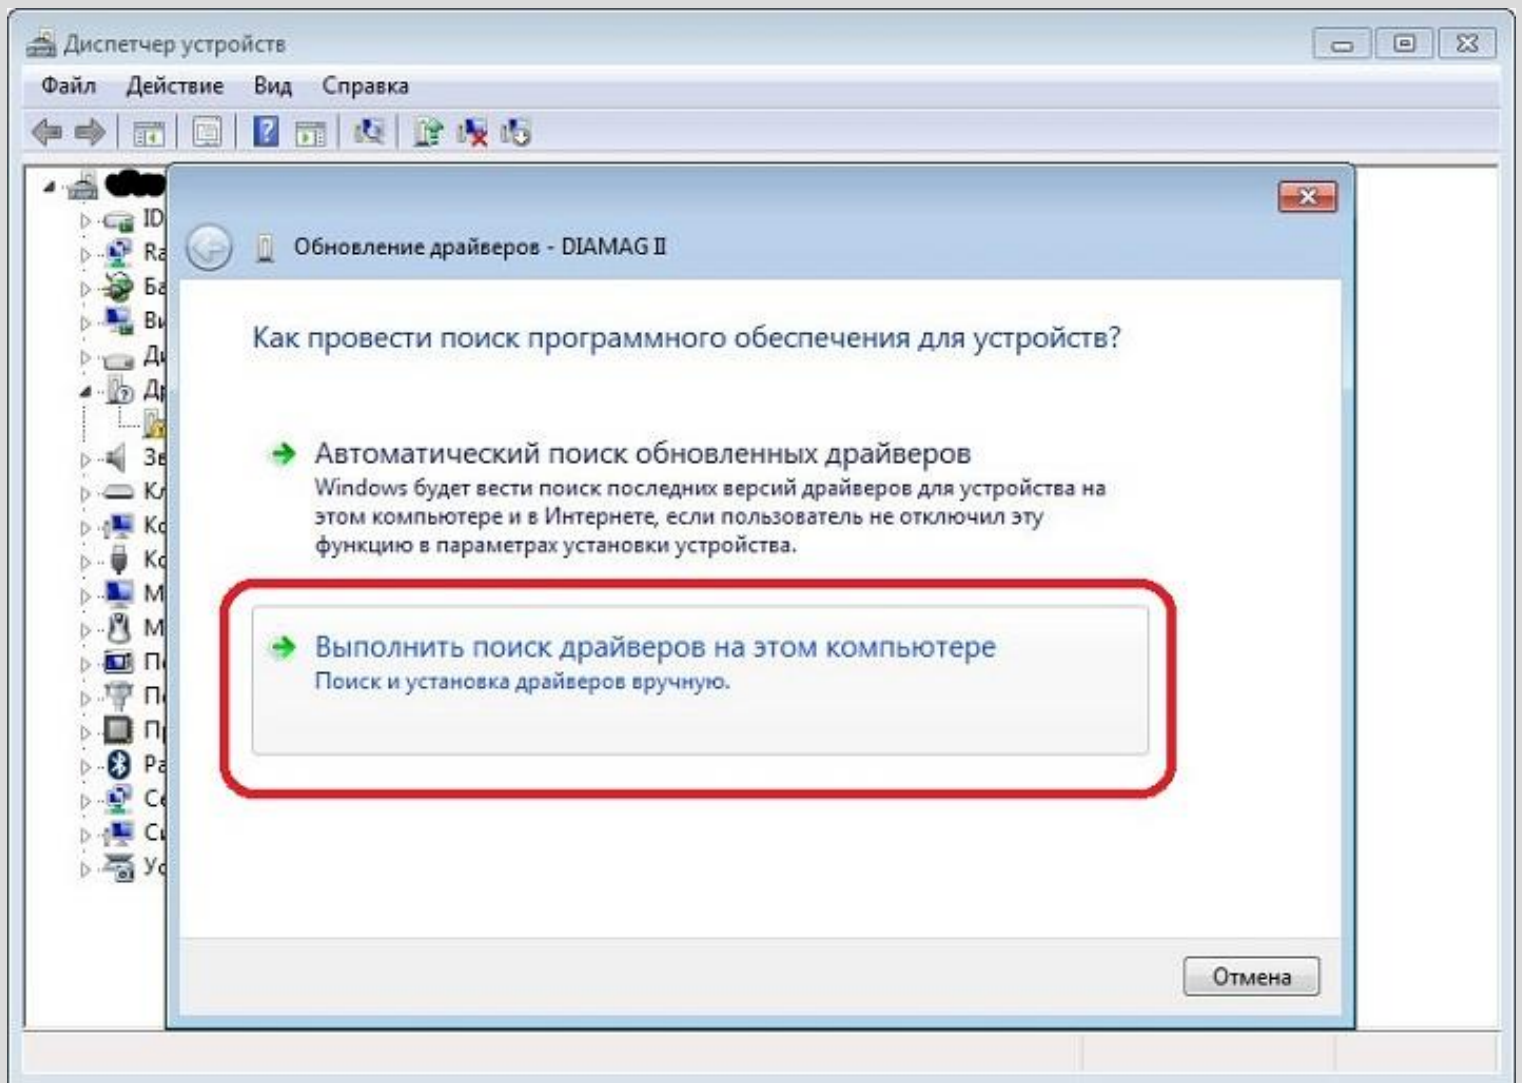 Диспетчер устройств
Файл Действие Вид Справка
Обновление драйверов - DIAMAG II
Как провести поиск программного обеспечения для устройств?
Автоматический поиск обновленных драйверов
Windows будет вести поиск последних версий драйверов для устройства на
этом компьютере и в Интернете, если пользователь не отключил эту
функцию в параметрах установки устройства.
Выполнить поиск драйверов на этом компьютере
Поиск и установка драйверов вручную.
Отмена